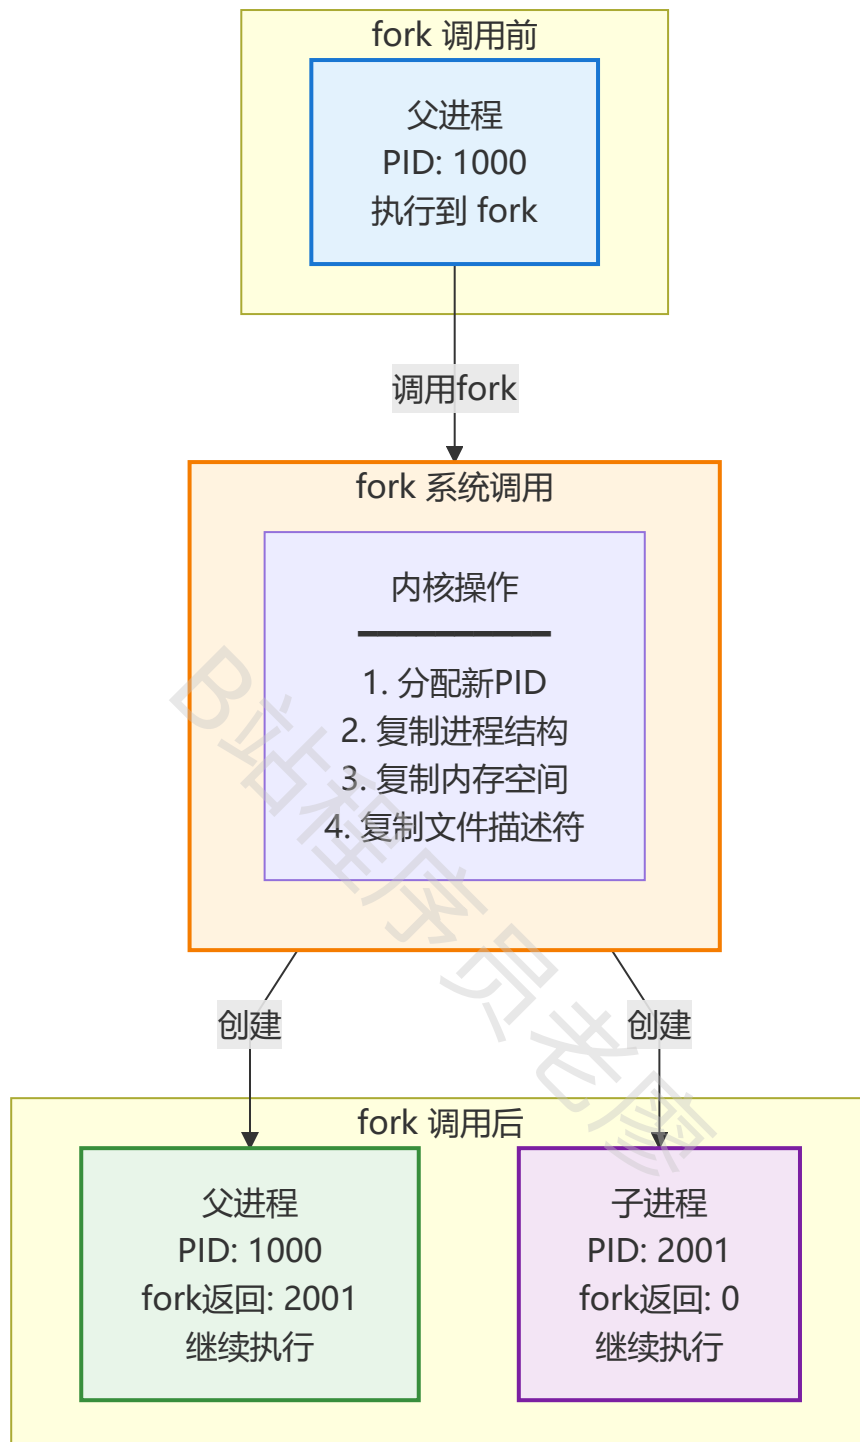 fork 调用前
父进程
PID: 1000
执行到 fork
调用fork
fork 系统调用
内核操作
1. 分配新PID
2. 复制进程结构
3. 复制内存空间
4. 复制文件描述符
创建
创建
fork 调用后
父进程
PID: 1000
fork返回: 2001
继续执行
子进程
PID: 2001
fork返回: 0
继续执行
B站程序员老廖